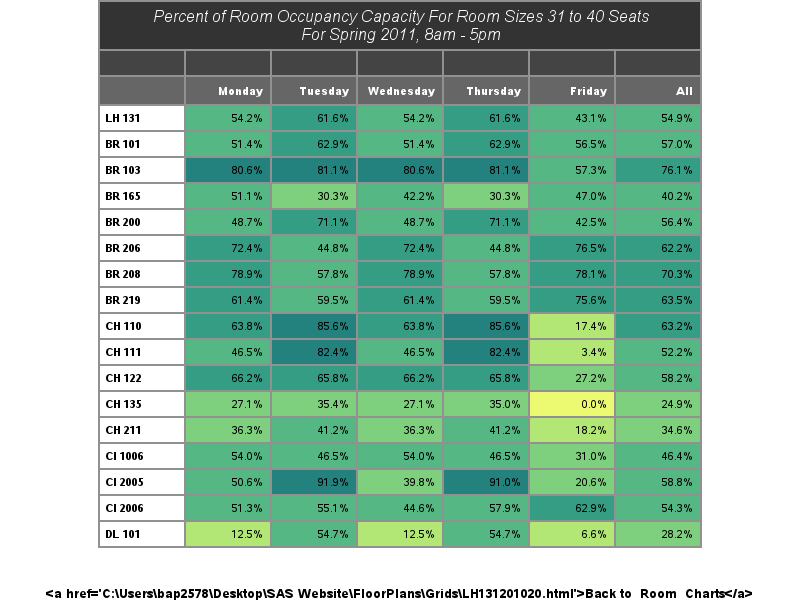 Percent of Room Occupancy Capacity For Room Sizes 31 to 40 Seats
For Spring 2011, 8am - 5pm
Monday Tuesday Wednesday Thursday Friday All
LH 131 54.2% 61.6% 54.2% 61.6% 43.1% 54.9%
BR 101 51.4% 62.9% 51.4% 62.9% 56.5% 57.0%
BR 103 80.6% 81.1% 80.6% 81.1% 57.3% 76.1%
BR 165 51.1% 30.3% 42.2% 30.3% 47.0% 40.2%
BR 200 48.7% 71.1% 48.7% 71.1% 42.5% 56.4%
BR 206 72.4% 44.8% 72.4% 44.8% 76.5% 62.2%
BR 208 78.9% 57.8% 78.9% 57.8% 78.1% 70.3%
BR 219 61.4% 59.5% 61.4% 59.5% 75.6% 63.5%
CH 110 63.8% 85.6% 63.8% 85.6% 17.4% 63.2%
CH 111 46.5% 82.4% 46.5% 82.4% 3.4% 52.2%
CH 122 66.2% 65.8% 66.2% 65.8% 27.2% 58.2%
CH 135 27.1% 35.4% 27.1% 35.0% 0.0% 24.9%
CH 211 36.3% 41.2% 36.3% 41.2% 18.2% 34.6%
CI 1006 54.0% 46.5% 54.0% 46.5% 31.0% 46.4%
CI 2005 50.6% 91.9% 39.8% 91.0% 20.6% 58.8%
CI 2006 51.3% 55.1% 44.6% 57.9% 62.9% 54.3%
DL 101 12.5% 54.7% 12.5% 54.7% 6.6% 28.2%
<a href='C:\Users\bap2578\Desktop\SAS Website\FloorPlans\Grids\LH131201020.html'>Back to Room Charts</a>